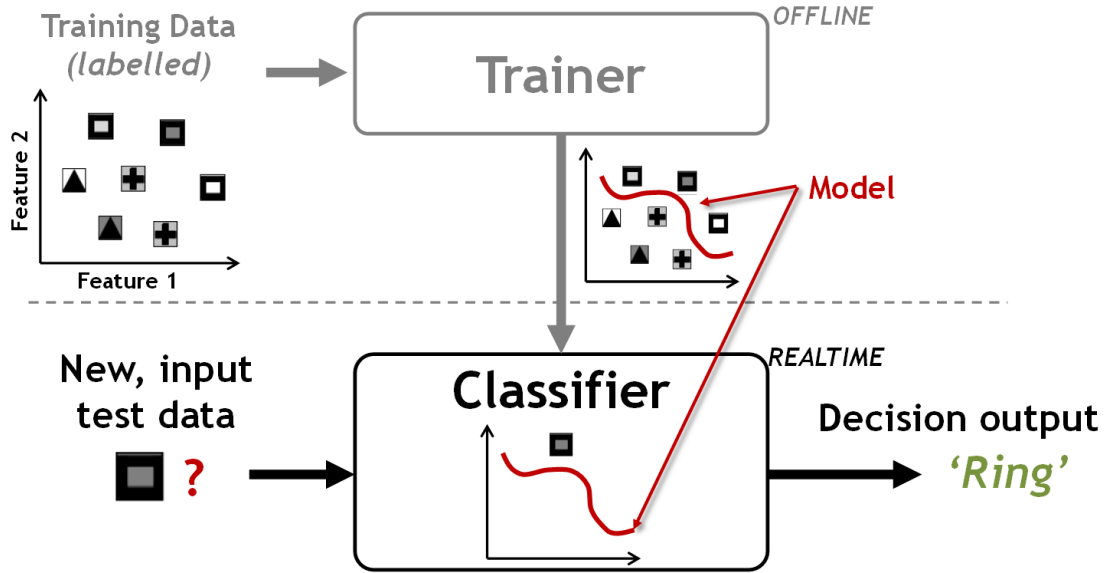 Training Data
(labelled)
OFFLINE
Trainer
Feature 2
Feature 1
Model
REALTIME
New, input
test data
?
Classifier
Decision output
‘Ring’